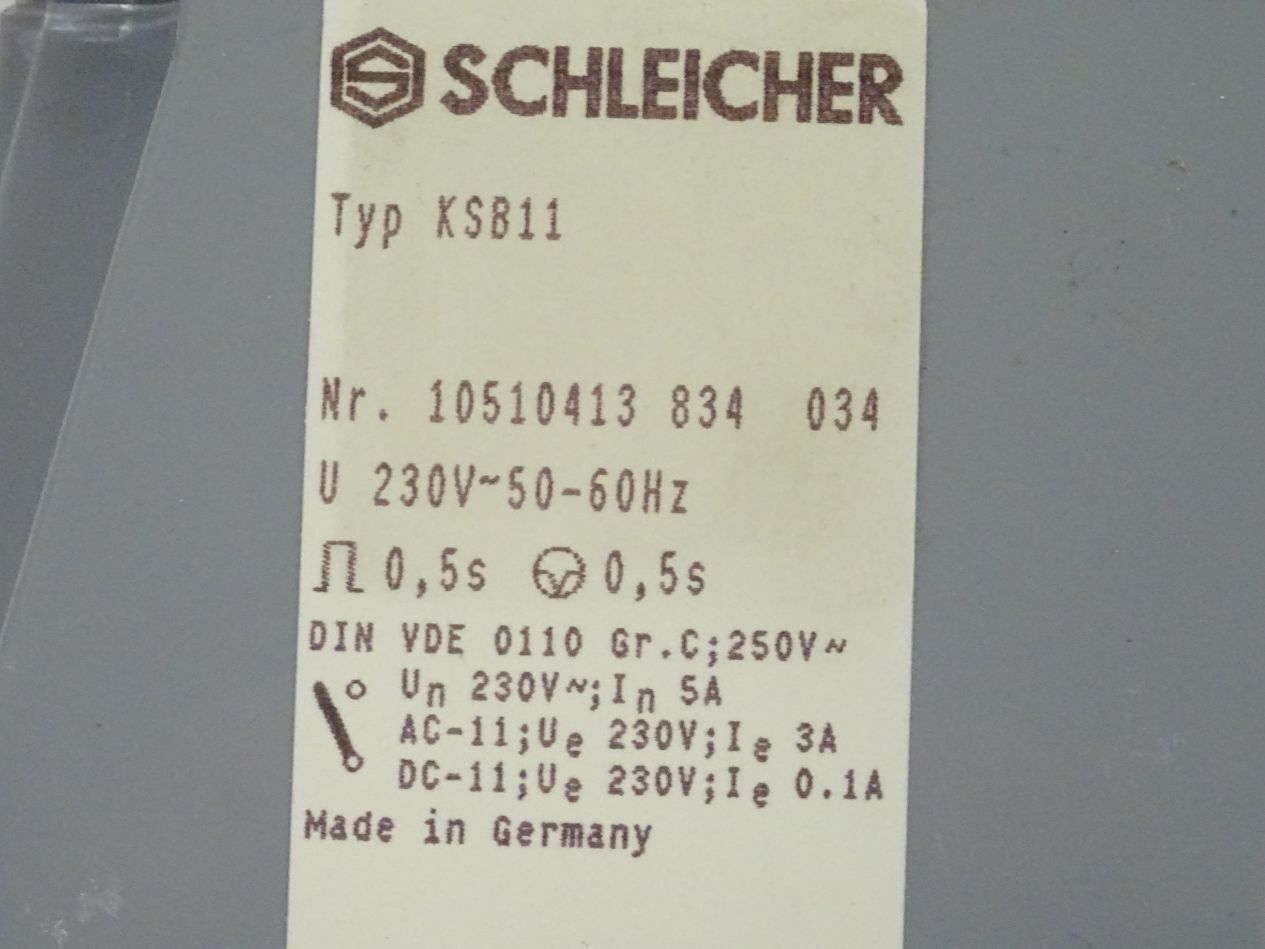 SCHLEICHER
Typ KSB11
Nr. 10510413 834 034
U 230V~50-60Hz
0,5s 0,5s
DIN VDE 0110 Gr.C;250V~
Un 230V~;In 5A
AC-11;Ue 230V;Ie 3A
DC-11;Ue 230V;Ie 0.1A
Made in Germany